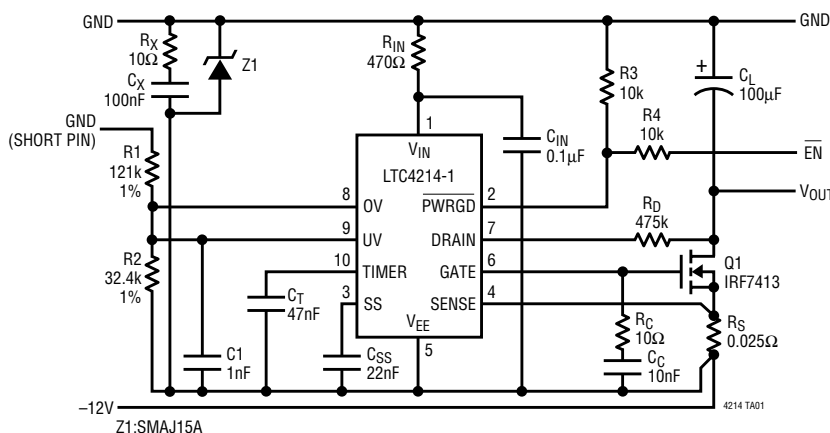 GND
GND
RX
10Ω
CX
100nF
Z1
RIN
470Ω
R3
10k
+
CL
100µF
GND
(SHORT PIN)
R1
121k
1%
1
CIN
0.1µF
R4
10k
EN
VIN
LTC4214-1
8
OV
PWRGD
2
VOUT
9
UV
DRAIN
7
RD
475k
R2
32.4k
1%
10
TIMER
GATE
6
Q1
IRF7413
CT
47nF
3
SS
SENSE
4
VEE
5
RC
10Ω
RS
0.025Ω
C1
1nF
CSS
22nF
CC
10nF
–12V
4214 TA01
Z1:SMAJ15A